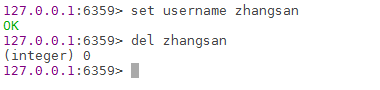 127.0.0.1:6359> set username zhangsan
OK
127.0.0.1:6359> del zhangsan
(integer) 0
127.0.0.1:6359>